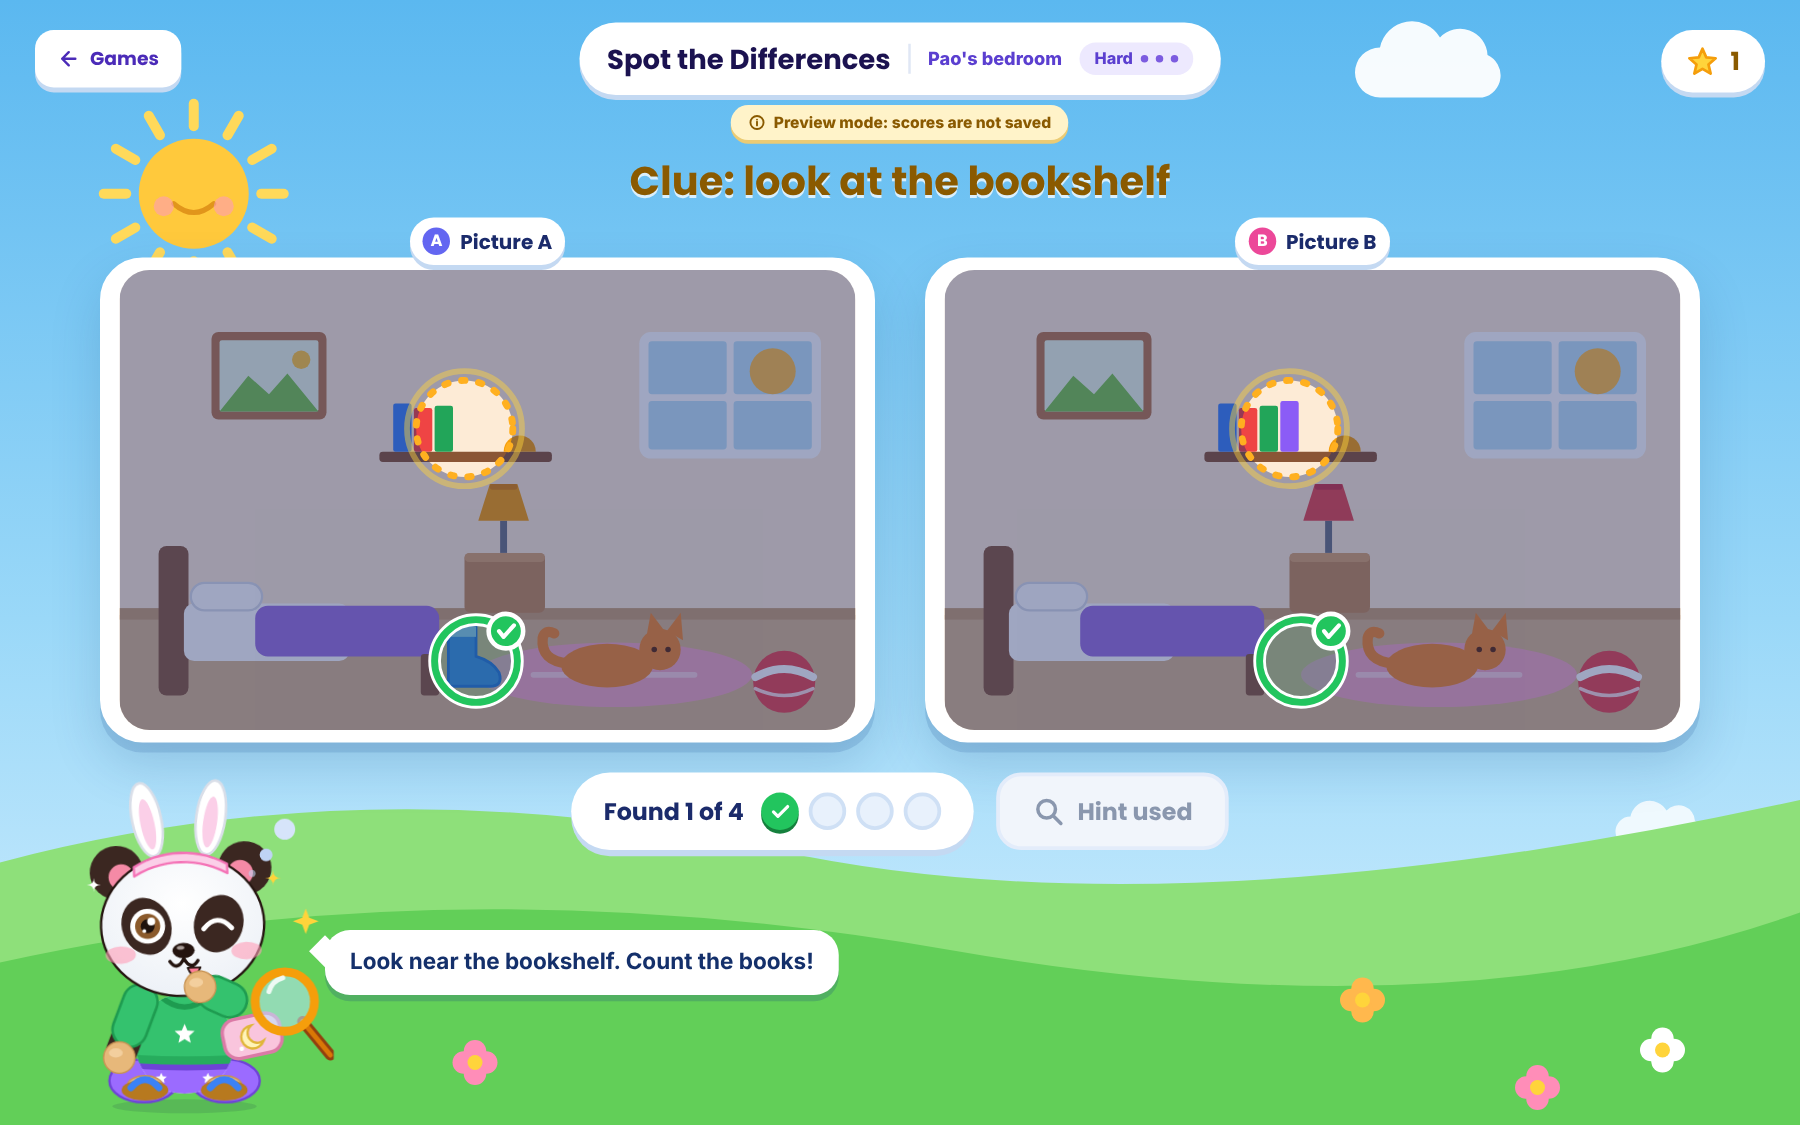 Games
Spot the Differences
Pao's bedroom
Hard
1
Preview mode: scores are not saved
Clue: look at the bookshelf
A Picture A
B Picture B
Found 1 of 4
Hint used
Look near the bookshelf. Count the books!